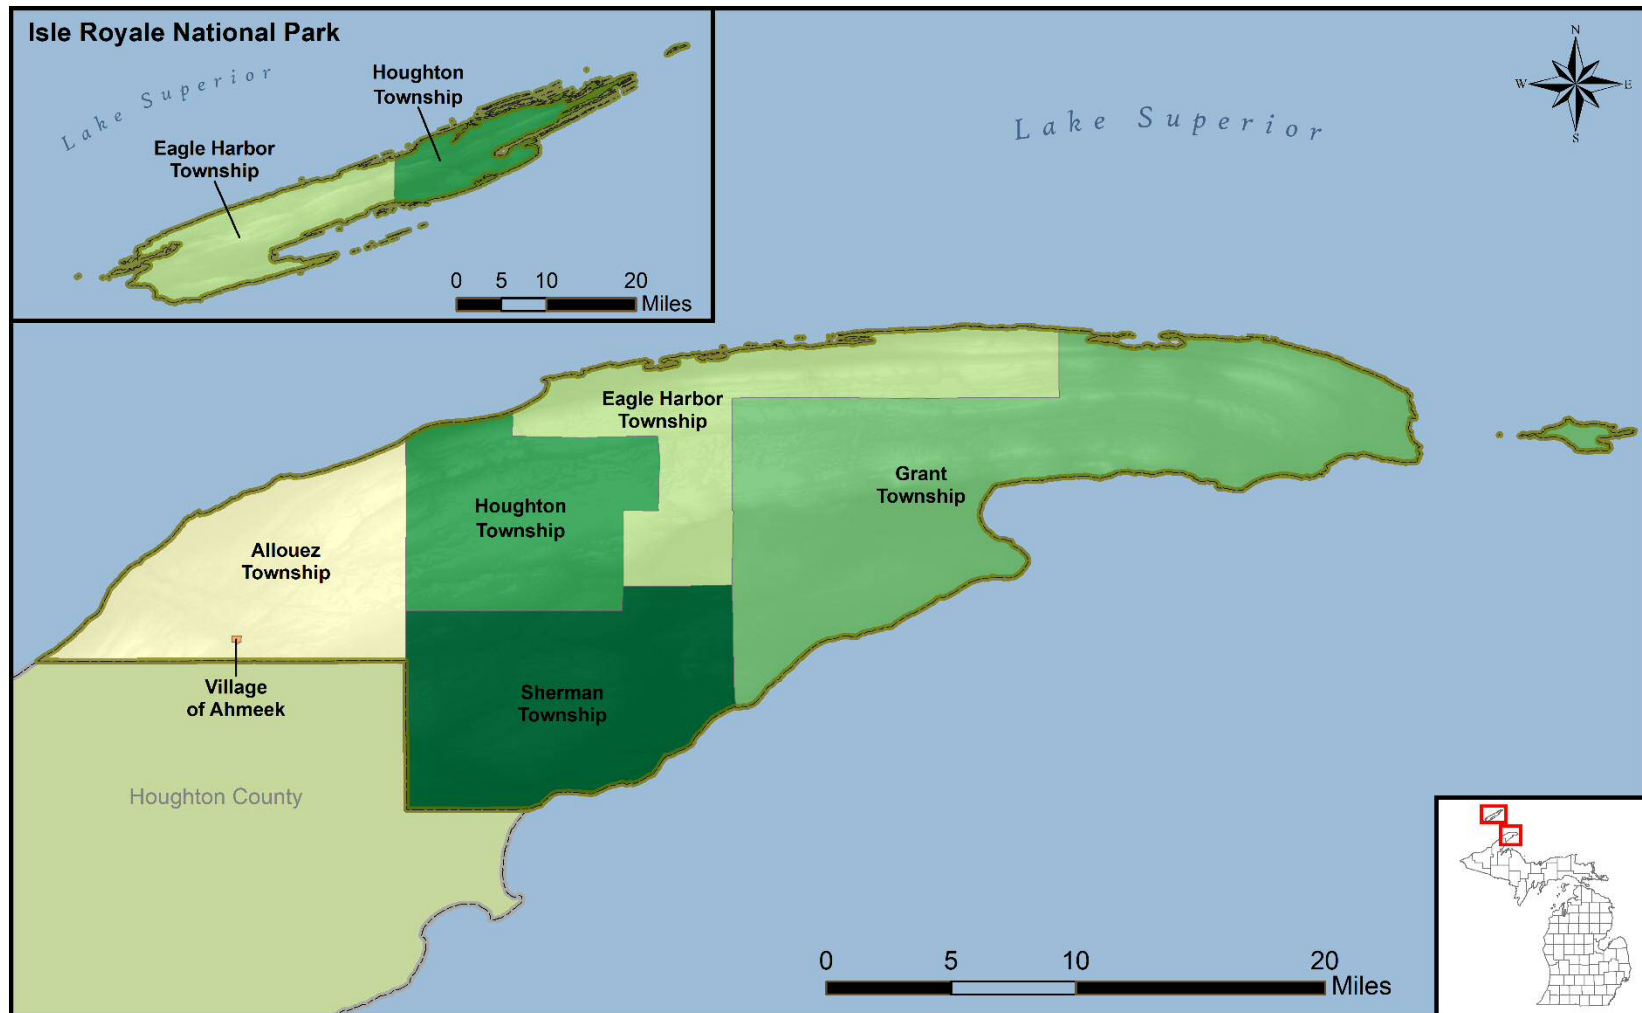 Isle Royale National Park
Lake Superior
Houghton
Township
Eagle Harbor
Township
0 5 10 20
Miles
Lake Superior
N
W E
S
Eagle Harbor
Township
Grant
Township
Houghton
Township
Allouez
Township
Village
of Ahmeek
Sherman
Township
Houghton County
0 5 10 20
Miles